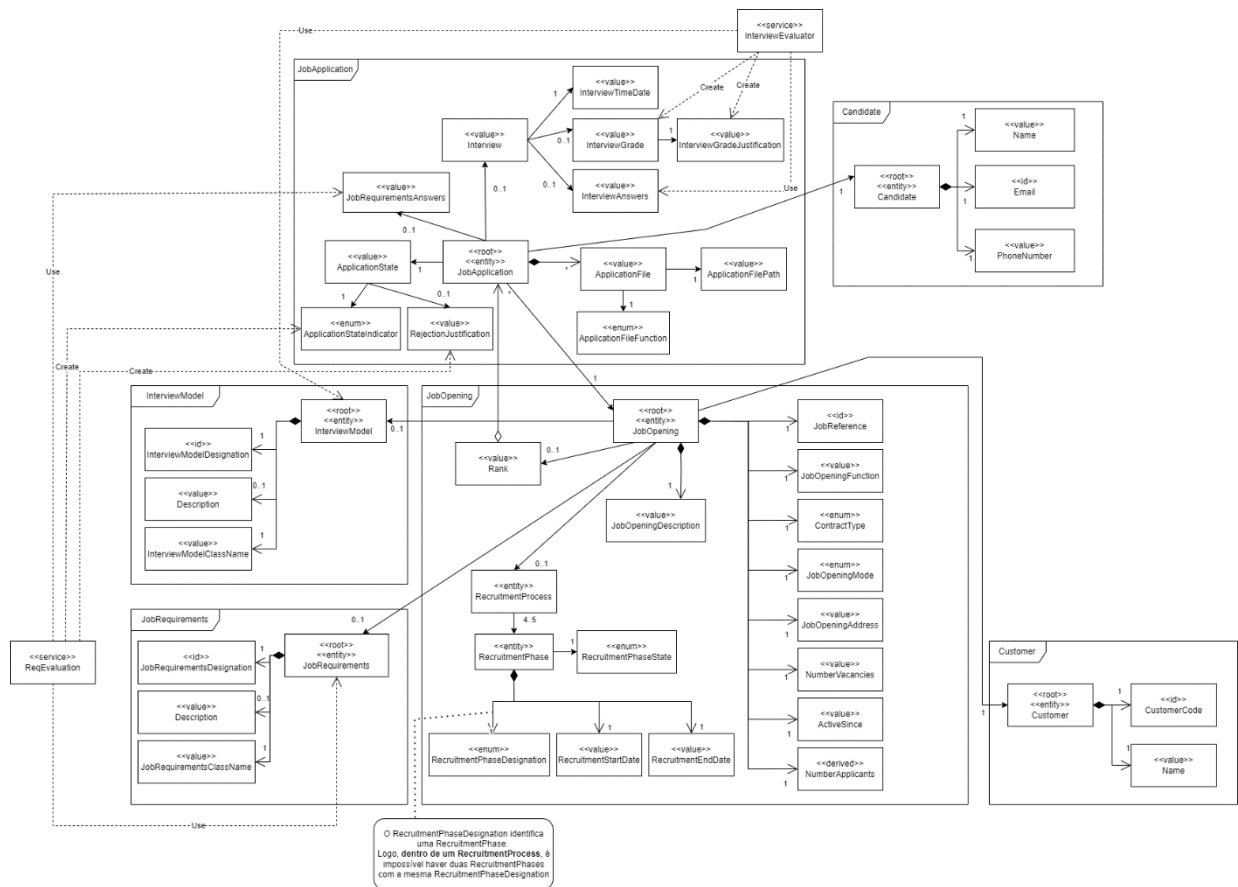 <<service>>
InterviewEvaluator
Use
JobApplication
Create
Create
<<value>>
InterviewTimeDate
1
<<value>>
Interview
<<value>>
InterviewGrade
0..1
1
<<value>>
InterviewGradeJustification
<<value>>
InterviewAnswers
0..1
Use
0..1
<<value>>
JobRequirementsAnswers
0..1
<<root>>
<<entity>>
JobApplication
<<value>>
ApplicationState
1
<<value>>
ApplicationFile
*
<<value>>
ApplicationFilePath
1
1
<<enum>>
ApplicationFileFunction
1
0..1
<<enum>>
ApplicationStateIndicator
<<value>>
RejectionJustification
*
Candidate
<<root>>
<<entity>>
Candidate
1
1
<<value>>
Name
<<id>>
Email
1
<<value>>
PhoneNumber
1
Use
Create
Create
1
InterviewModel
<<root>>
<<entity>>
InterviewModel
0..1
1
<<id>>
InterviewModelDesignation
0..1
<<value>>
Description
1
<<value>>
InterviewModelClassName
JobOpening
<<root>>
<<entity>>
JobOpening
<<value>>
Rank
0..1
1
<<value>>
JobOpeningDescription
<<id>>
JobReference
1
<<value>>
JobOpeningFunction
1
<<enum>>
ContractType
1
<<enum>>
JobOpeningMode
1
<<value>>
JobOpeningAddress
1
<<value>>
NumberVacancies
1
<<value>>
ActiveSince
1
<<derived>>
NumberApplicants
1
0..1
<<entity>>
RecruitmentProcess
4..5
<<entity>>
RecruitmentPhase
1
<<enum>>
RecruitmentPhaseState
1
1
1
<<enum>>
RecruitmentPhaseDesignation
<<value>>
RecruitmentStartDate
<<value>>
RecruitmentEndDate
JobRequirements
0..1
<<root>>
<<entity>>
JobRequirements
1
<<id>>
JobRequirementsDesignation
0..1
<<value>>
Description
1
<<value>>
JobRequirementsClassName
<<service>>
ReqEvaluation
Use
Customer
<<root>>
<<entity>>
Customer
1
1
<<id>>
CustomerCode
1
<<value>>
Name
O RecruitmentPhaseDesignation identifica
uma RecruitmentPhase.
Logo, dentro de um RecruitmentProcess, è
impossível haver duas RecruitmentPhases
com a mesma RecruitmentPhaseDesignation